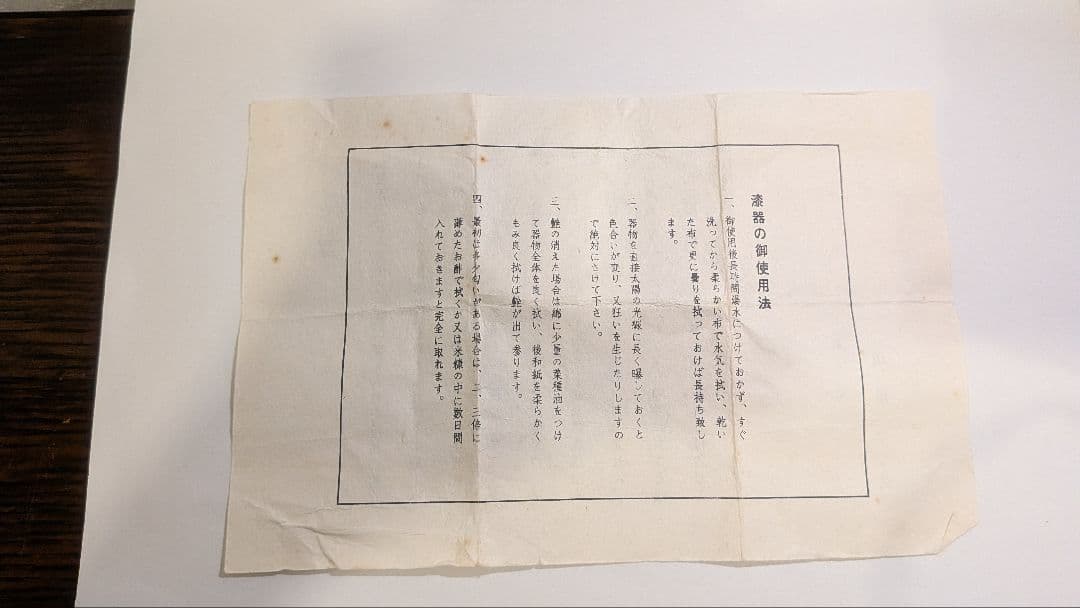 漆器の御使用法
一、御使用後長時間湯水につけておかず、すぐ
洗ってから柔らかい布で水気を拭い、乾い
た布で更に曇りを拭っておけば長持ち致し
ます。
二、器物を直接太陽の光線に長く曝しておくと
色合いが変り、又狂いを生じたりしますの
で絶対にさけて下さい。
三、艶の消えた場合は綿に少量の菜種油をつけ
て器物全体を良く拭い、後和紙を柔らかく
もみ良く拭けば艶が出て参ります。
四、最初は多少匂いがある場合は、二、三倍に
薄めたお酢で拭くか又は米櫃の中に数日間
入れておきますと完全に取れます。